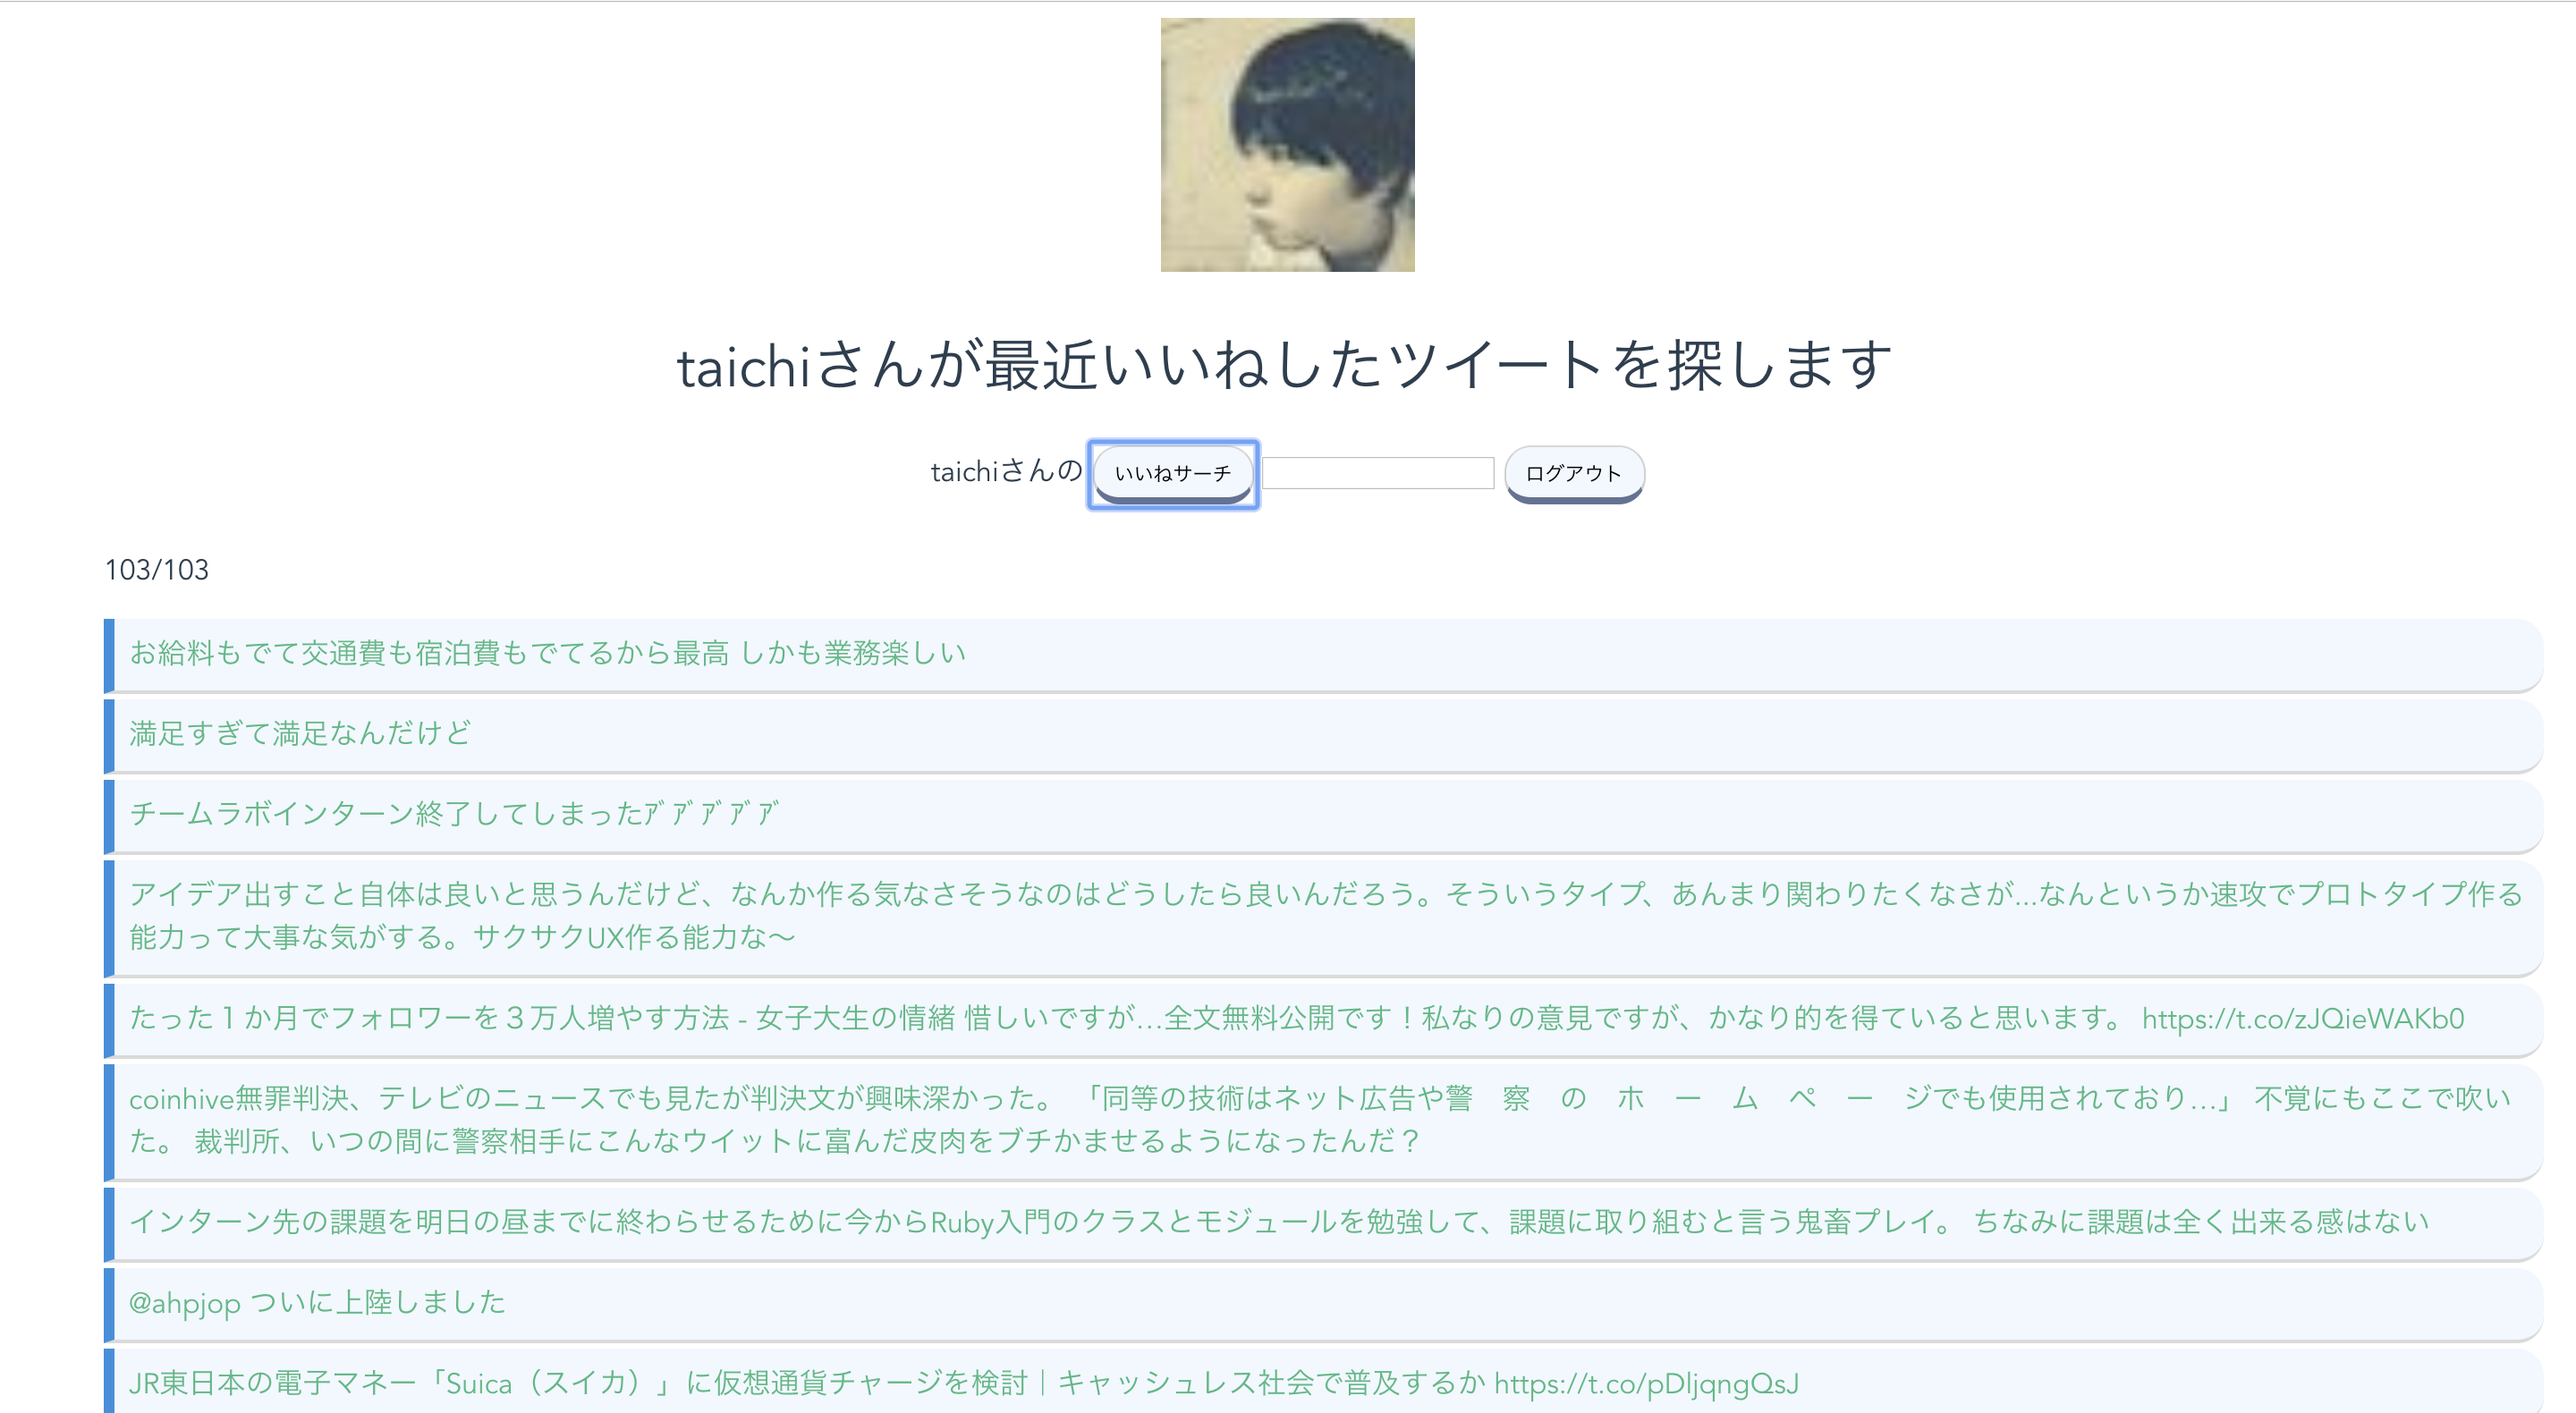 taichiさんが最近いいねしたツイートを探します
taichiさんの いいねサーチ ログアウト
103/103
お給料もでて交通費も宿泊費もでてるから最高 しかも業務楽しい
満足すぎて満足なんだけど
チームラボインターン終了してしまったｱﾞｱﾞｱﾞｱﾞｱﾞ
アイデア出すこと自体は良いと思うんだけど、なんか作る気なさそうなのはどうしたら良いんだろう。そういうタイプ、あんまり関わりたくなさが...なんというか速攻でプロトタイプ作る
能力って大事な気がする。サクサクUX作る能力な〜
たった１か月でフォロワーを３万人増やす方法 - 女子大生の情緒 惜しいですが…全文無料公開です！私なりの意見ですが、かなり的を得ていると思います。 https://t.co/zJQieWAKb0
coinhive無罪判決、テレビのニュースでも見たが判決文が興味深かった。 「同等の技術はネット広告や警　察　の　ホ　ー　ム　ペ　ー　ジでも使用されており…」 不覚にもここで吹い
た。 裁判所、いつの間に警察相手にこんなウイットに富んだ皮肉をブチかませるようになったんだ？
インターン先の課題を明日の昼までに終わらせるために今からRuby入門のクラスとモジュールを勉強して、課題に取り組むと言う鬼畜プレイ。 ちなみに課題は全く出来る感はない
@ahpjop ついに上陸しました
JR東日本の電子マネー「Suica（スイカ）」に仮想通貨チャージを検討｜キャッシュレス社会で普及するか https://t.co/pDljqngQsJ